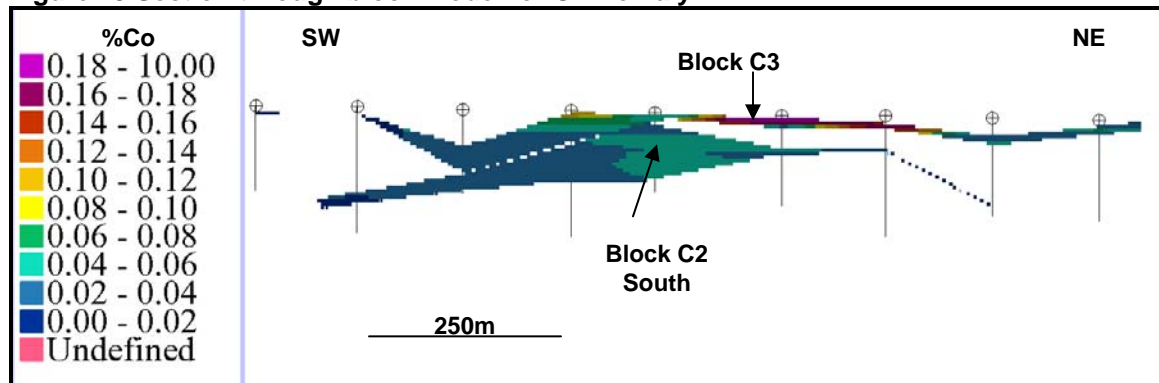 %Co
0.18 - 10.00
0.16 - 0.18
0.14 - 0.16
0.12 - 0.14
0.10 - 0.12
0.08 - 0.10
0.06 - 0.08
0.04 - 0.06
0.02 - 0.04
0.00 - 0.02
Undefined
SW
NE
Block C3
Block C2
South
250m